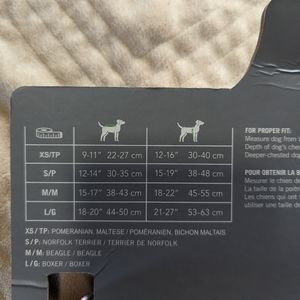 FOR PROPER FIT:
Measure dog from
Depth of dog's chest
Deeper-chested dogs
XS/TP 9-11" 22-27 cm 12-16" 30-40 cm
S/P 12-14" 30-35 cm 15-19" 38-48 cm
M/M 15-17" 38-43 cm 18-22" 45-55 cm
L/G 18-20" 44-50 cm 21-27" 53-63 cm
POUR OBTENIR LA
Mesurer le chien de
La taille de la poitri
Les chiens qui ont
utiliser une taille
XS / TP: POMERANIAN, MALTESE / POMÉRANIEN, BICHON MALTAIS
S / P: NORFOLK TERRIER / TERRIER DE NORFOLK
M / M: BEAGLE / BEAGLE
L / G: BOXER / BOXER